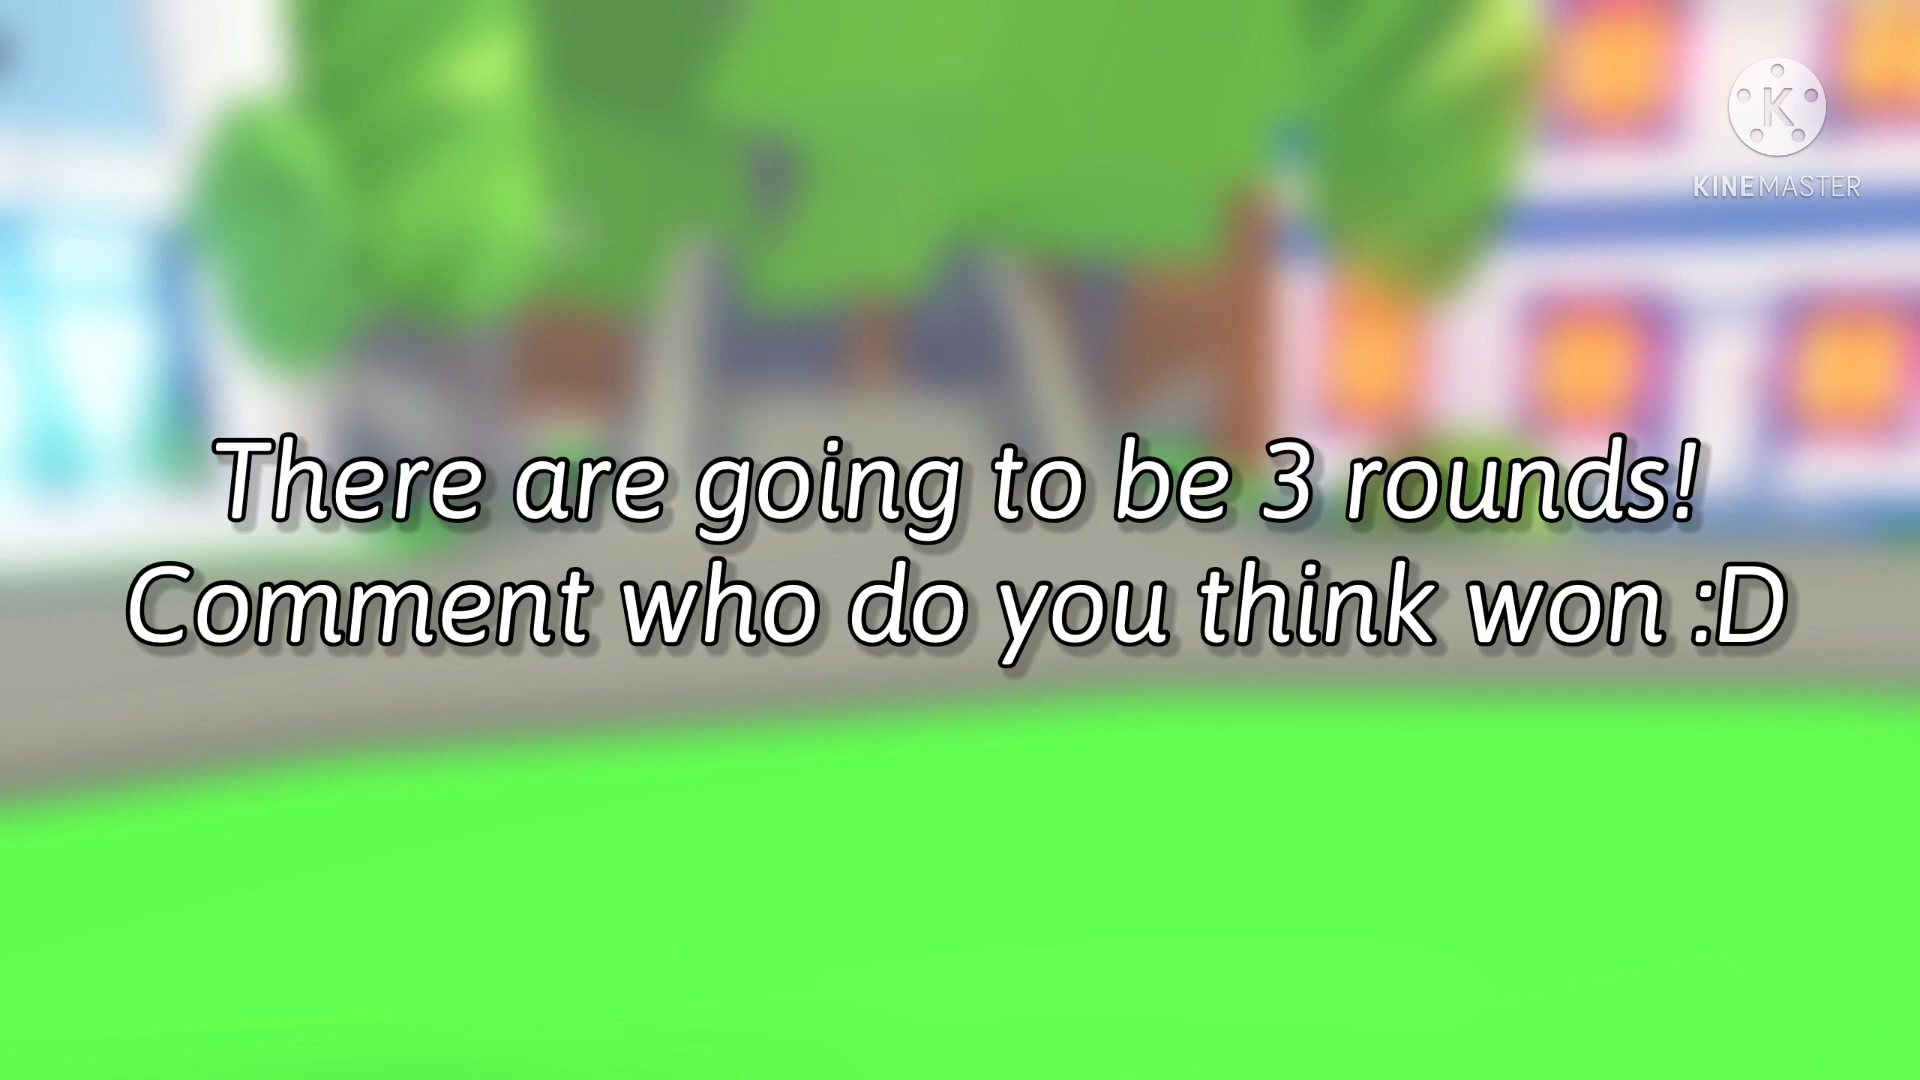 K
KINEMASTER
There are going to be 3 rounds!
Comment who do you think won :D